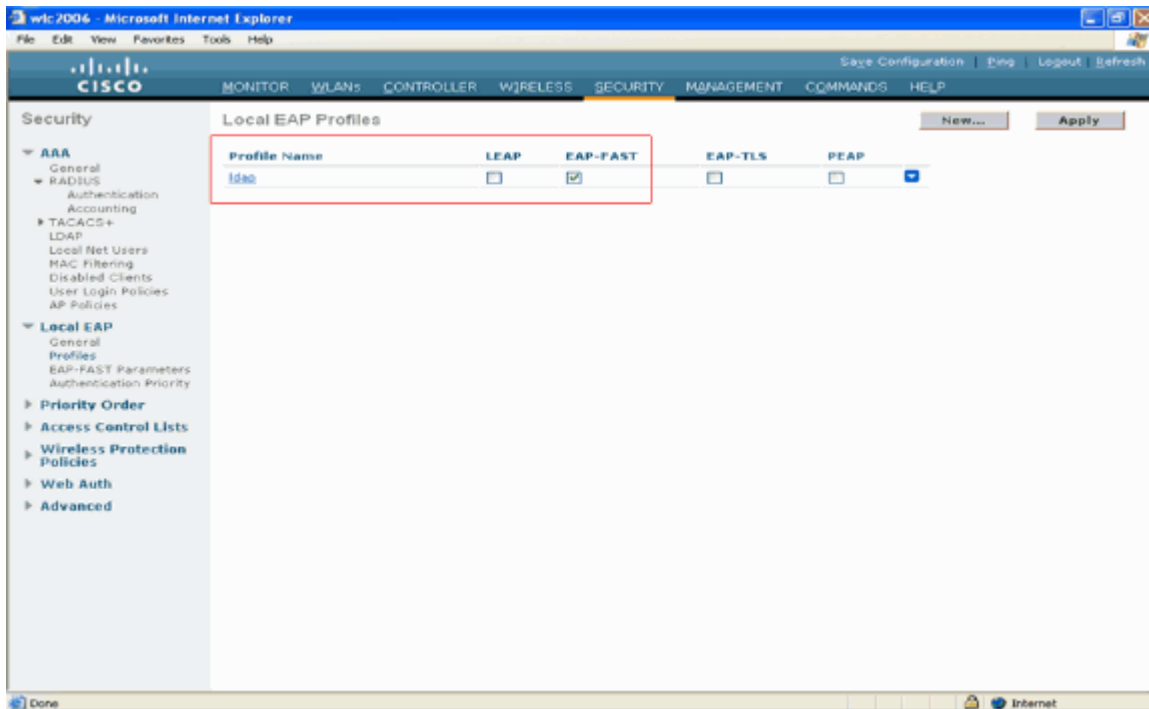 wlc2006 - Microsoft Internet Explorer
File Edit View Favorites Tools Help
Save Configuration | Ping | Logout | Refresh
CISCO
MONITOR WLANs CONTROLLER WIRELESS SECURITY MANAGEMENT COMMANDS HELP
Security
AAA
General
RADIUS
Authentication
Accounting
TACACS+
LDAP
Local Net Users
MAC Filtering
Disabled Clients
User Login Policies
AP Policies
Local EAP
General
Profiles
EAP-FAST Parameters
Authentication Priority
Priority Order
Access Control Lists
Wireless Protection
Policies
Web Auth
Advanced
Local EAP Profiles
New... Apply
Profile Name LEAP EAP-FAST EAP-TLS PEAP
ldap
Done
Internet